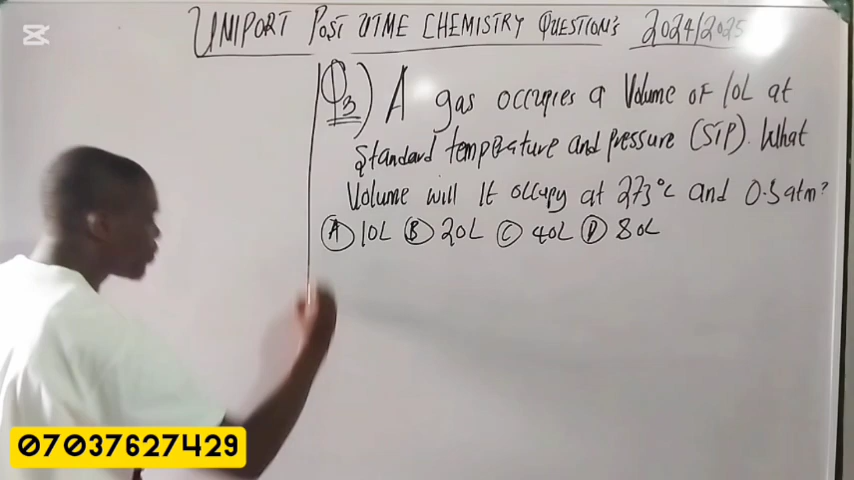 UNIPORT POST UTME CHEMISTRY QUESTION'S 2024/2025
Q3) A gas occupies a Volume of 10L at
Standard temperature and pressure (STP). What
Volume will It occupy at 273°C and 0.5atm?
(A) 10L (B) 20L (C) 40L (D) 80L
07037627429